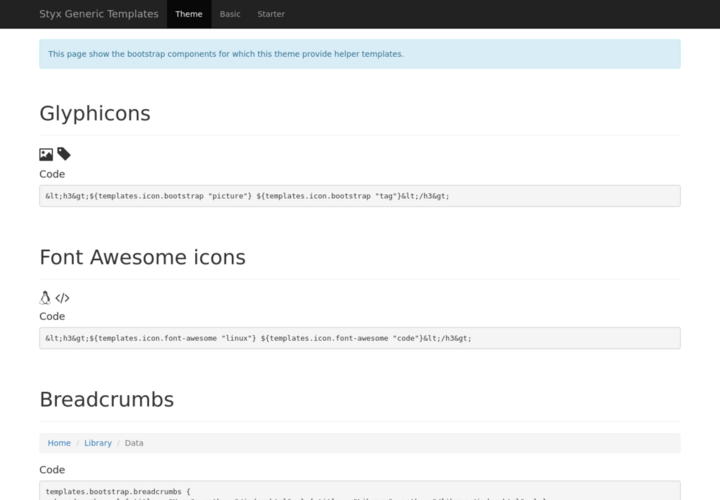 Styx Generic Templates Theme Basic Starter
This page show the bootstrap components for which this theme provide helper templates.
Glyphicons
Code
&lt;h3&gt;${templates.icon.bootstrap "picture"} ${templates.icon.bootstrap "tag"}&lt;/h3&gt;
Font Awesome icons
Code
&lt;h3&gt;${templates.icon.font-awesome "linux"} ${templates.icon.font-awesome "code"}&lt;/h3&gt;
Breadcrumbs
Home / Library / Data
Code
templates.bootstrap.breadcrumbs {